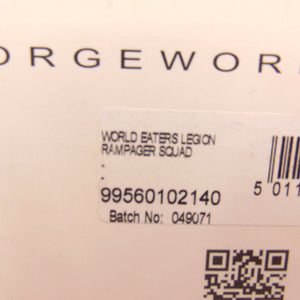 ORGEWOR
WORLD EATERS LEGION
RAMPAGER SQUAD
-
-
99560102140
Batch No: 049071
5 011